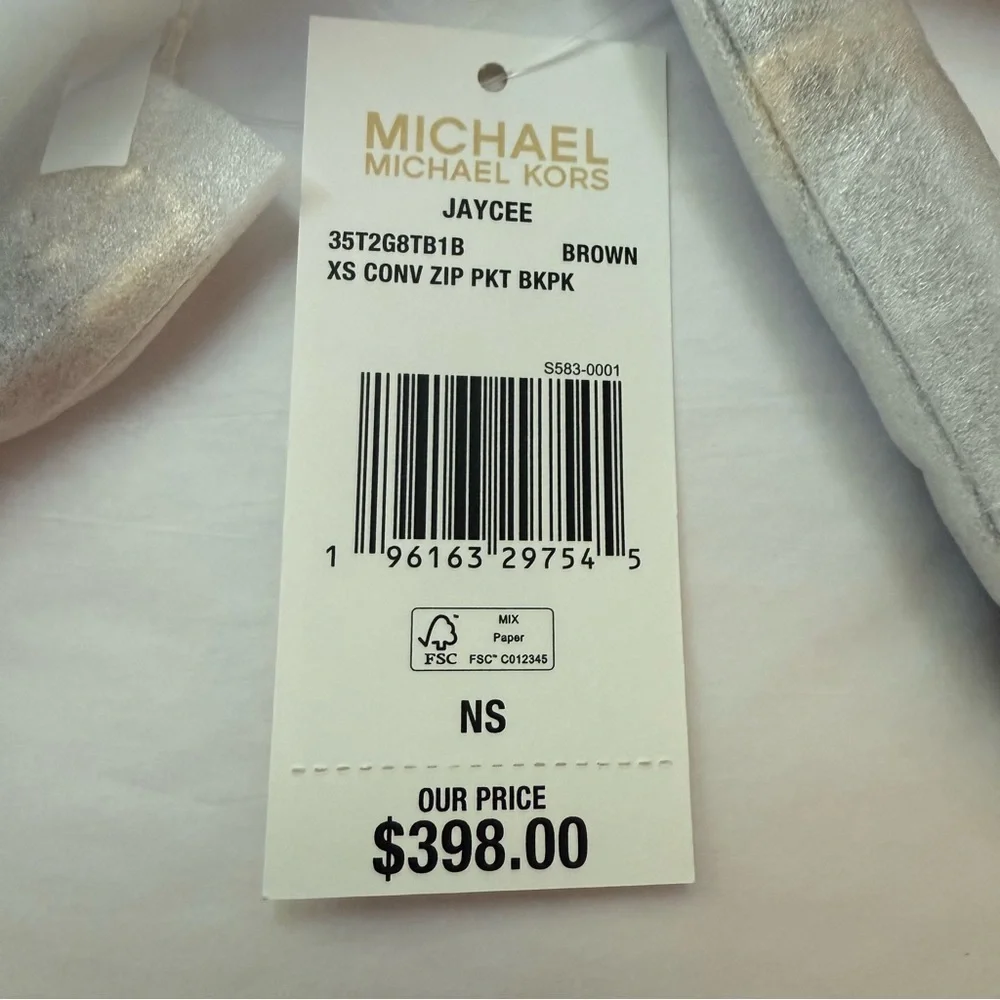 MICHAEL
MICHAEL KORS
JAYCEE
35T2G8TB1B BROWN
XS CONV ZIP PKT BKPK
S583-0001
1 96163 29754 5
FSC
MIX
Paper
FSC™ C012345
NS
OUR PRICE
$398.00